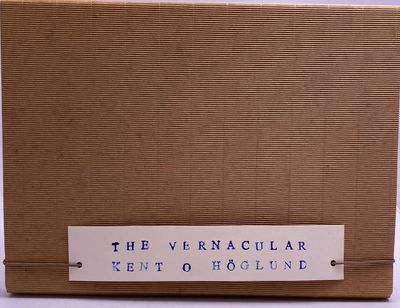 THE VERNACULAR
KENT O HÖGLUND